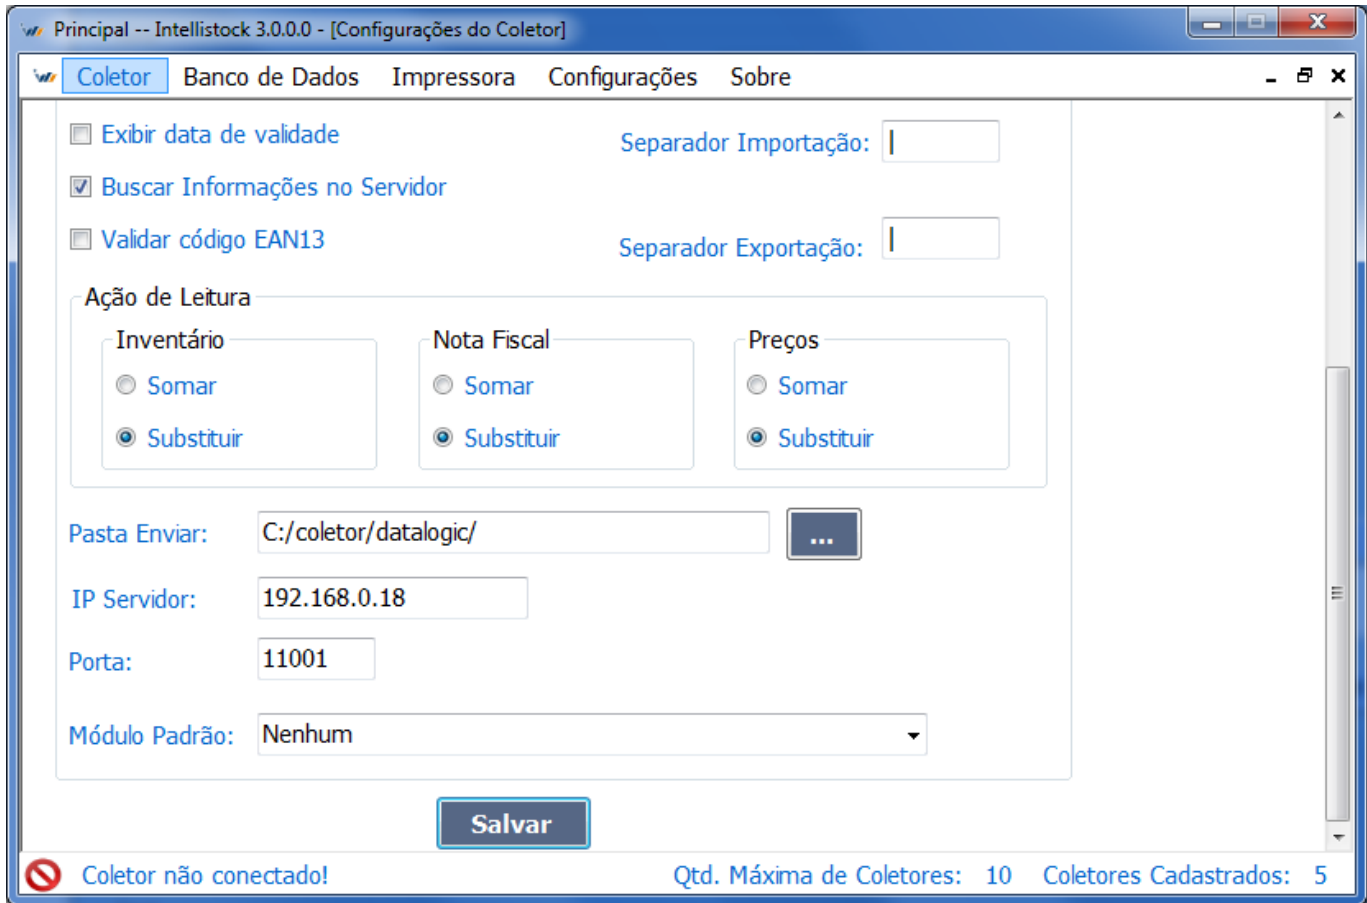 Principal -- Intellistock 3.0.0.0 - [Configurações do Coletor]
Coletor Banco de Dados Impressora Configurações Sobre
Exibir data de validade
Separador Importação: |
Buscar Informações no Servidor
Validar código EAN13
Separador Exportação: |
Ação de Leitura
Inventário Nota Fiscal Preços
Somar Somar Somar
Substituir Substituir Substituir
Pasta Enviar: C:/coletor/datalogic/ ...
IP Servidor: 192.168.0.18
Porta: 11001
Módulo Padrão: Nenhum
Salvar
Coletor não conectado! Qtd. Máxima de Coletores: 10 Coletores Cadastrados: 5